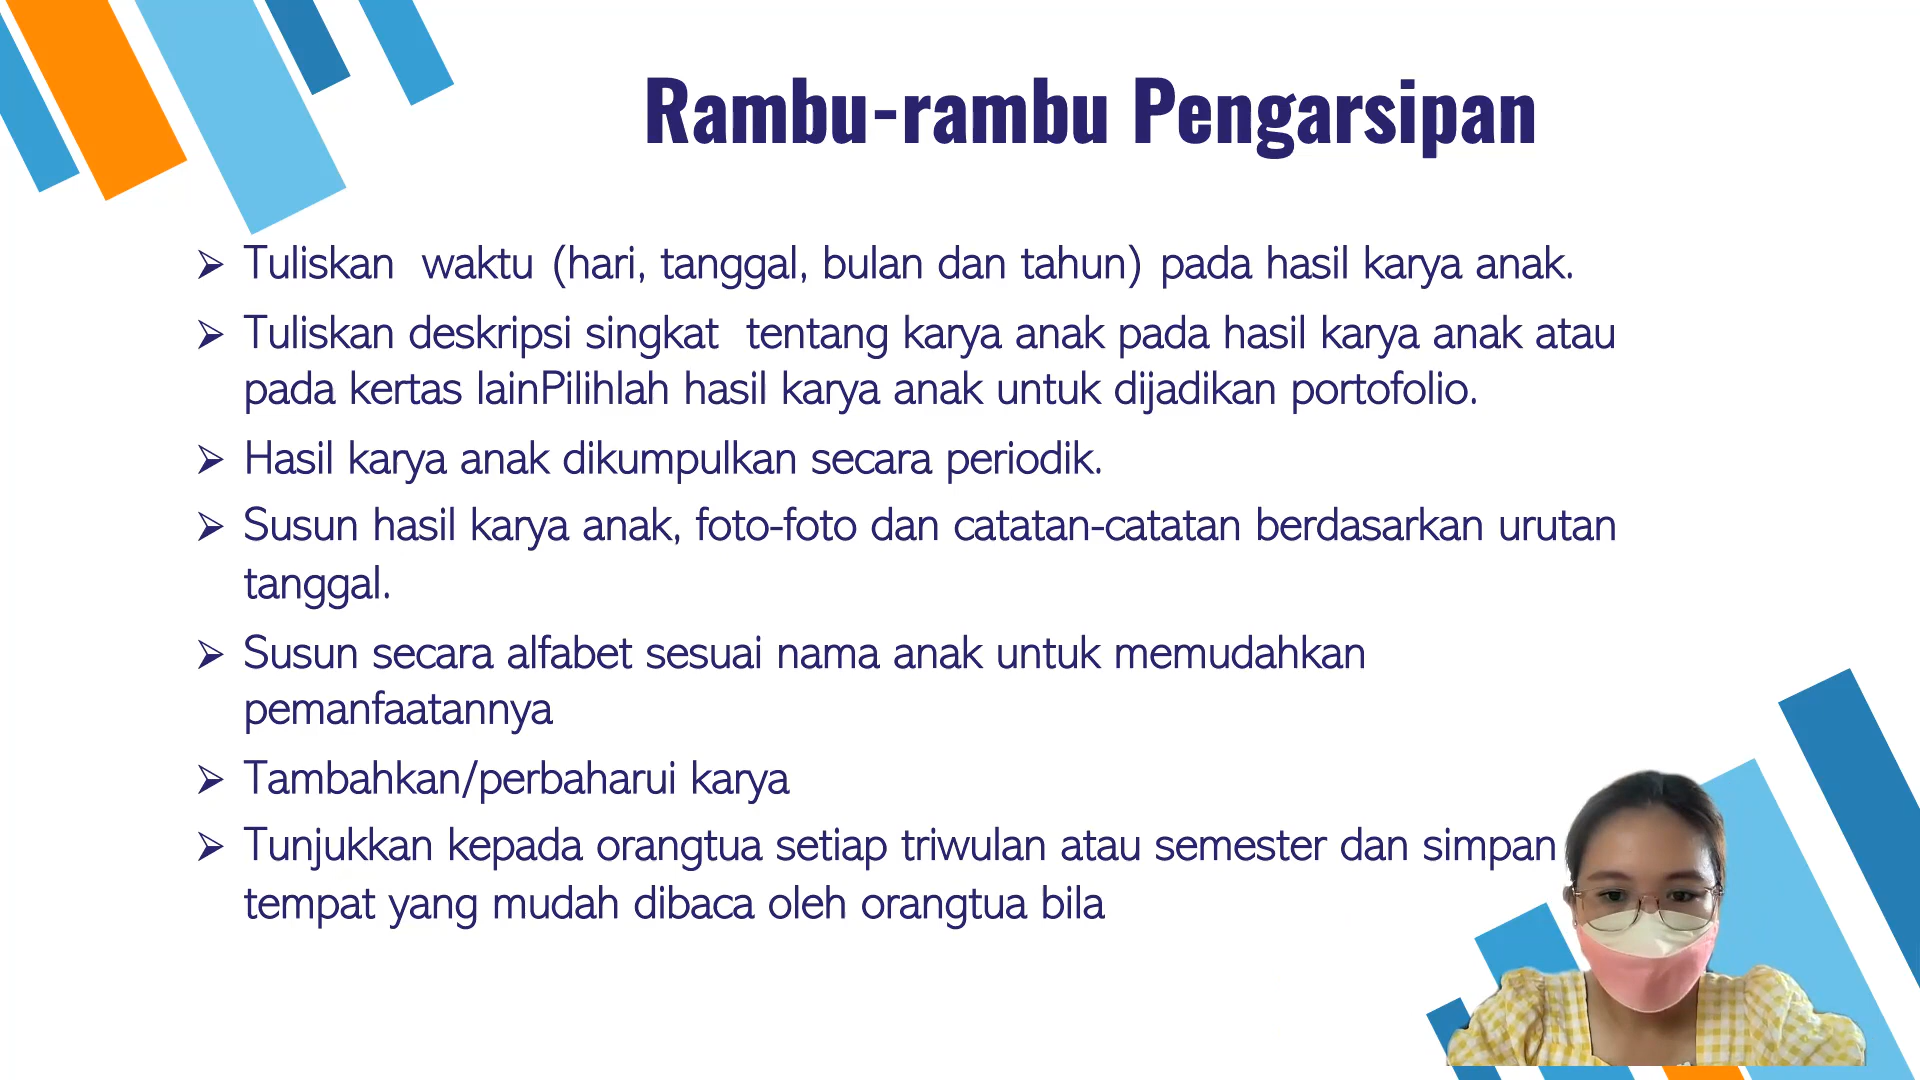 Rambu-rambu Pengarsipan
Tuliskan waktu (hari, tanggal, bulan dan tahun) pada hasil karya anak.
Tuliskan deskripsi singkat tentang karya anak pada hasil karya anak atau
pada kertas lainPilihlah hasil karya anak untuk dijadikan portofolio.
Hasil karya anak dikumpulkan secara periodik.
Susun hasil karya anak, foto-foto dan catatan-catatan berdasarkan urutan
tanggal.
Susun secara alfabet sesuai nama anak untuk memudahkan
pemanfaatannya
Tambahkan/perbaharui karya
Tunjukkan kepada orangtua setiap triwulan atau semester dan simpan
tempat yang mudah dibaca oleh orangtua bila